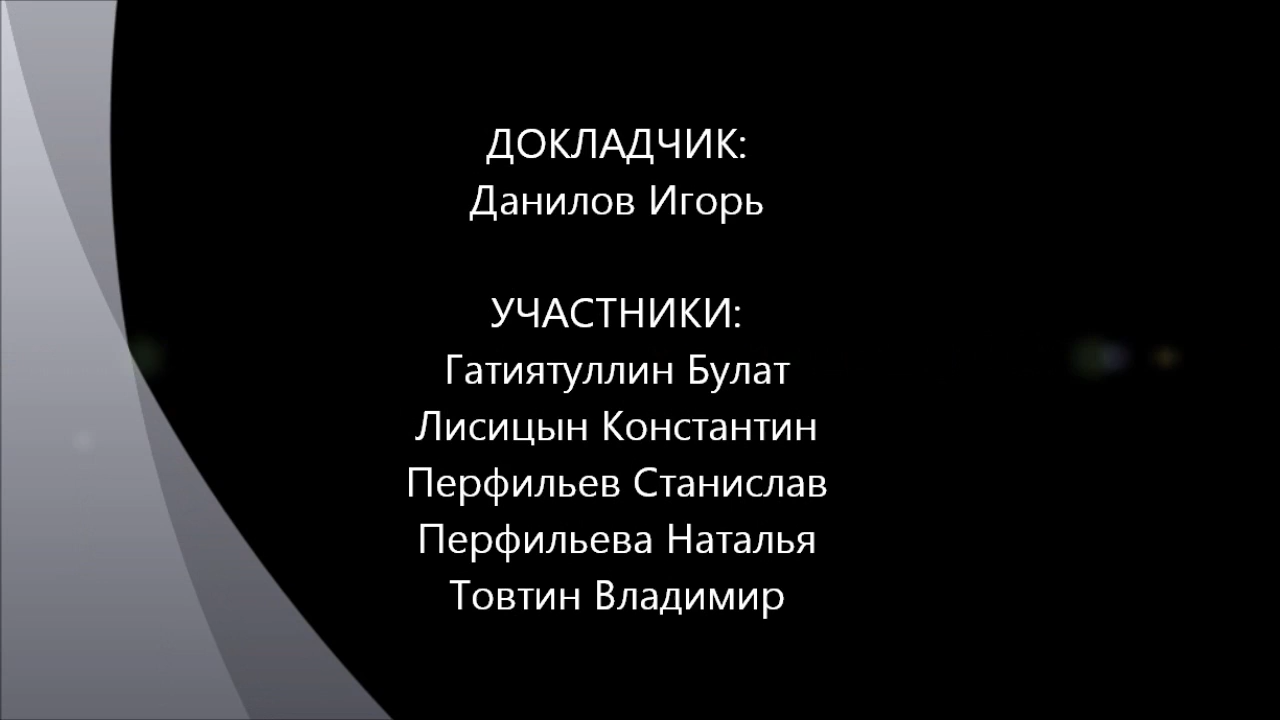 ДОКЛАДЧИК:
Данилов Игорь
УЧАСТНИКИ:
Гатиятуллин Булат
Лисицын Константин
Перфильев Станислав
Перфильева Наталья
Товтин Владимир